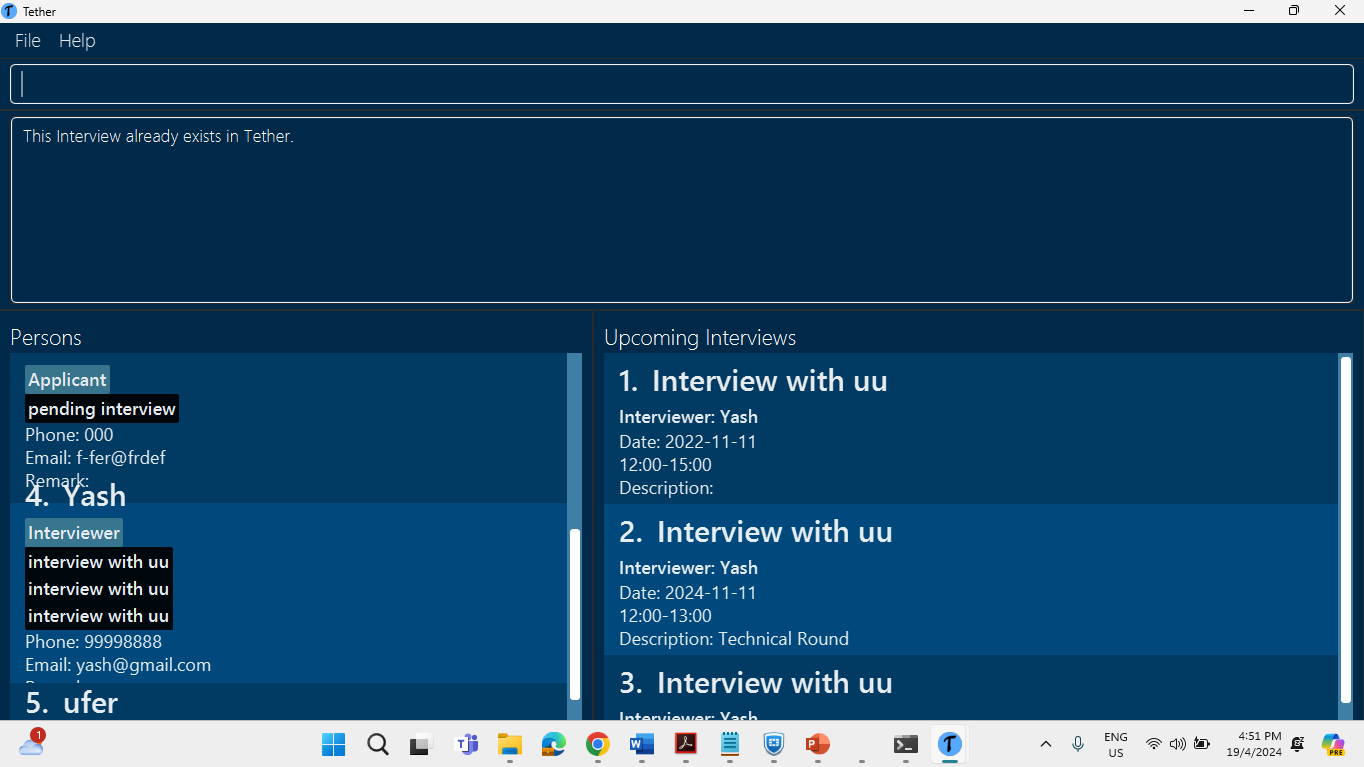 Tether
File Help
This Interview already exists in Tether.
Persons
Applicant
pending interview
Phone: 000
Email: f-fer@frdef
Remark:
4. Yash
Interviewer
interview with uu
interview with uu
interview with uu
Phone: 99998888
Email: yash@gmail.com
5. ufer
Upcoming Interviews
1. Interview with uu
Interviewer: Yash
Date: 2022-11-11
12:00-15:00
Description:
2. Interview with uu
Interviewer: Yash
Date: 2024-11-11
12:00-13:00
Description: Technical Round
3. Interview with uu
Interviewer: Yash
1
ENG
US
4:51 PM
19/4/2024
PRE